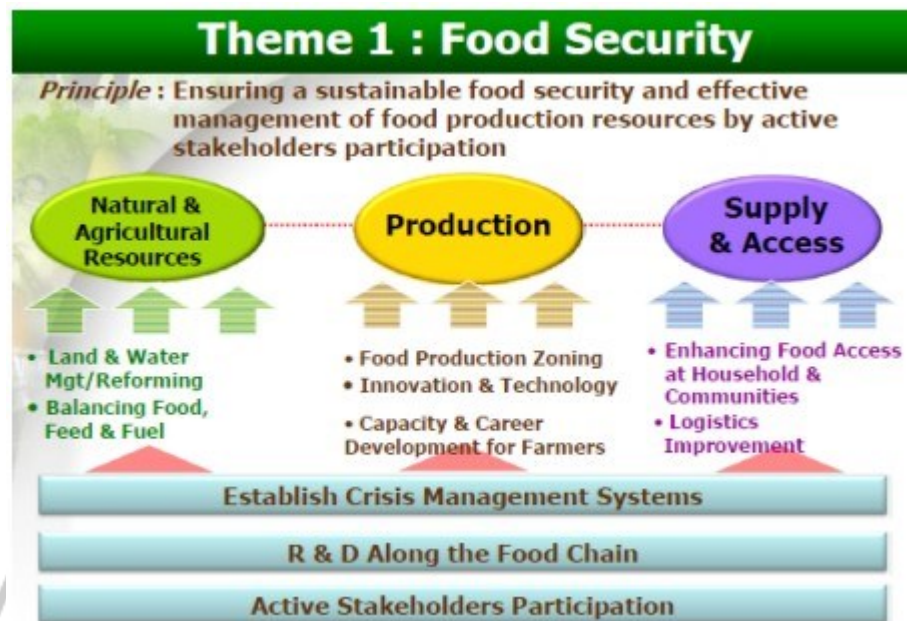 Theme 1 : Food Security
Principle : Ensuring a sustainable food security and effective
management of food production resources by active
stakeholders participation
Natural &
Agricultural
Resources
Production
Supply
& Access
• Land & Water
Mgt/Reforming
• Balancing Food,
Feed & Fuel
• Food Production Zoning
• Innovation & Technology
• Capacity & Career
Development for Farmers
• Enhancing Food Access
at Household &
Communities
• Logistics
Improvement
Establish Crisis Management Systems
R & D Along the Food Chain
Active Stakeholders Participation